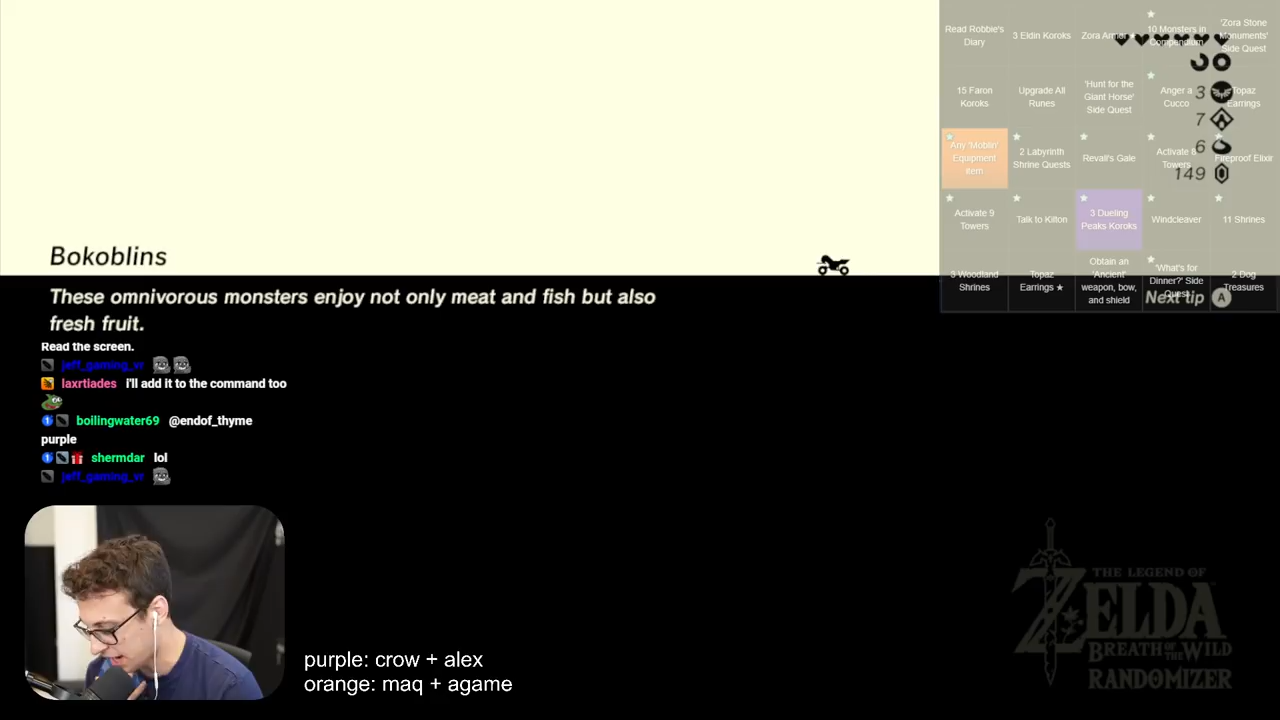 Read Robbie's
Diary
3 Eldin Koroks
Zora Armor ★
10 Monsters in
Compendium
'Zora Stone
Monuments'
Side Quest
15 Faron
Koroks
Upgrade All
Runes
'Hunt for the
Giant Horse'
Side Quest
Anger a
Cucco
3
Topaz
Earrings
7
Any 'Moblin'
Equipment
Item
2 Labyrinth
Shrine Quests
Revali's Gale
Activate 8
Towers
6
Fireproof Elixir
149
Activate 9
Towers
Talk to Kilton
3 Dueling
Peaks Koroks
Windcleaver
11 Shrines
Woodland
Shrines
Topaz
Earrings ★
Obtain an
'Ancient'
weapon, bow,
and shield
'What's for
Dinner?' Side
Quest
2 Dog
Treasures
Next tip A
Bokoblins
These omnivorous monsters enjoy not only meat and fish but also
fresh fruit.
Read the screen.
jeff_gaming_vr
laxrtiades i'll add it to the command too
boilingwater69 @endof_thyme
purple
shermdar lol
jeff_gaming_vr
purple: crow + alex
orange: maq + agame
THE LEGEND OF
ZELDA
BREATH OF THE WILD
RANDOMIZER